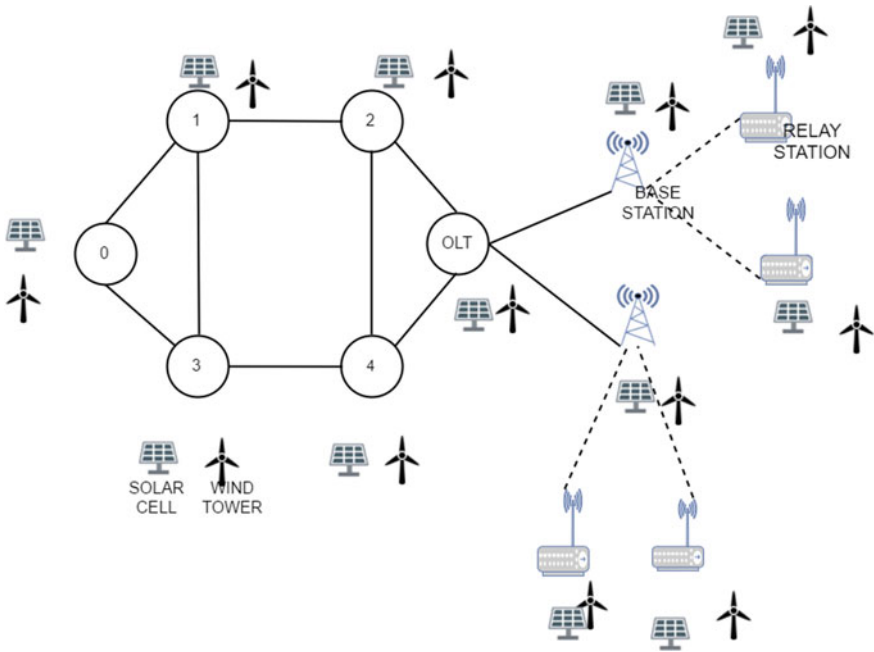 1
2
RELAY
STATION
BASE
STATION
0
OLT
3
4
SOLAR
CELL
WIND
TOWER